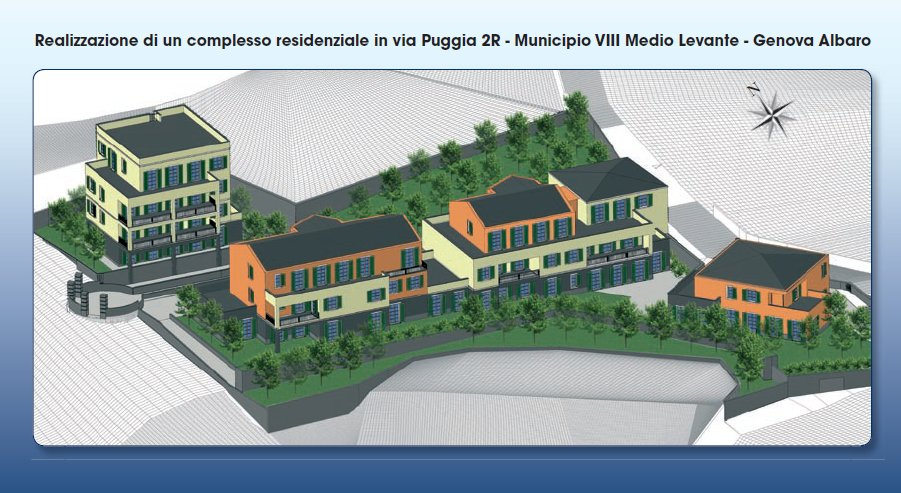 Realizzazione di un complesso residenziale in via Puggia 2R - Municipio VIII Medio Levante - Genova Albaro
N